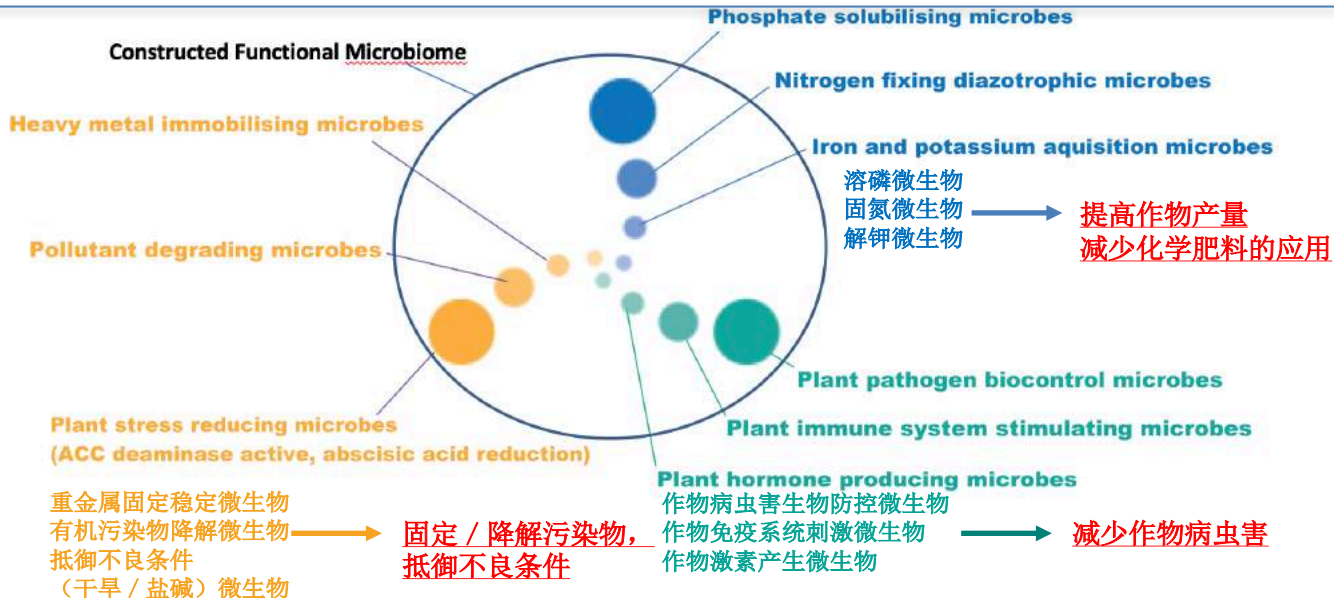 Phosphate solubilising microbes
Constructed Functional Microbiome
Nitrogen fixing diazotrophic microbes
Heavy metal immobilising microbes
Iron and potassium aquisition microbes
溶磷微生物
固氮微生物
解钾微生物
提高作物产量
减少化学肥料的应用
Pollutant degrading microbes
Plant pathogen biocontrol microbes
Plant stress reducing microbes
(ACC deaminase active, abscisic acid reduction)
Plant immune system stimulating microbes
Plant hormone producing microbes
重金属固定稳定微生物
有机污染物降解微生物
抵御不良条件
（干旱/盐碱）微生物
固定/降解污染物，
抵御不良条件
作物病虫害生物防控微生物
作物免疫系统刺激微生物
作物激素产生微生物
减少作物病虫害